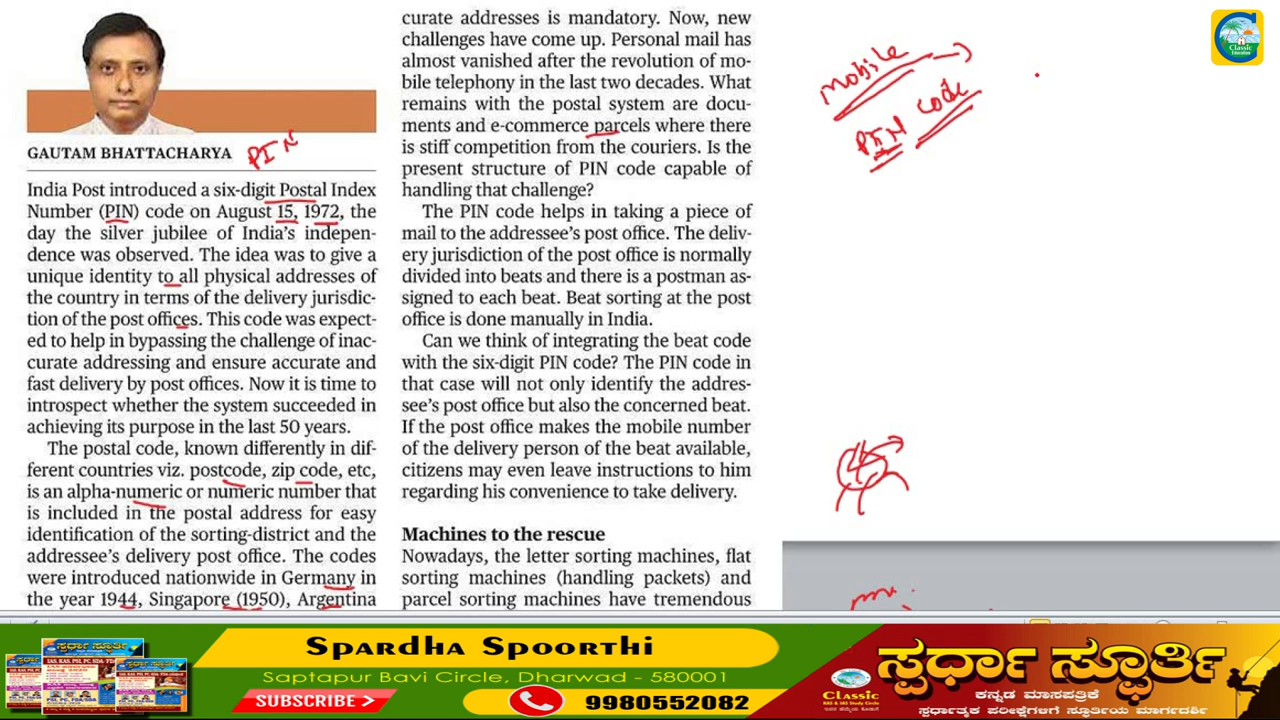 GAUTAM BHATTACHARYA
PIN
India Post introduced a six-digit Postal Index
Number (PIN) code on August 15, 1972, the
day the silver jubilee of India's indepen-
dence was observed. The idea was to give a
unique identity to all physical addresses of
the country in terms of the delivery jurisdic-
tion of the post offices. This code was expect-
ed to help in bypassing the challenge of inac-
curate addressing and ensure accurate and
fast delivery by post offices. Now it is time to
introspect whether the system succeeded in
achieving its purpose in the last 50 years.
The postal code, known differently in dif-
ferent countries viz. postcode, zip code, etc,
is an alpha-numeric or numeric number that
is included in the postal address for easy
identification of the sorting-district and the
addressee's delivery post office. The codes
were introduced nationwide in Germany in
the year 1944, Singapore (1950), Argentina
curate addresses is mandatory. Now, new
challenges have come up. Personal mail has
almost vanished after the revolution of mo-
bile telephony in the last two decades. What
remains with the postal system are docu-
ments and e-commerce parcels where there
is stiff competition from the couriers. Is the
present structure of PIN code capable of
handling that challenge?
The PIN code helps in taking a piece of
mail to the addressee's post office. The deliv-
ery jurisdiction of the post office is normally
divided into beats and there is a postman as-
signed to each beat. Beat sorting at the post
office is done manually in India.
Can we think of integrating the beat code
with the six-digit PIN code? The PIN code in
that case will not only identify the addres-
see's post office but also the concerned beat.
If the post office makes the mobile number
of the delivery person of the beat available,
citizens may even leave instructions to him
regarding his convenience to take delivery.
Machines to the rescue
Nowadays, the letter sorting machines, flat
sorting machines (handling packets) and
parcel sorting machines have tremendous
Mobile
PIN code
Classic
Education
Spardha Spoorthi
Saptapur Bavi Circle, Dharwad - 580001
SUBSCRIBE
9980552082
ಸ್ಪರ್ಧಾ ಸ್ಫೂರ್ತಿ
ಕನ್ನಡ ಮಾಸಪತ್ರಿಕೆ
ಸ್ಪರ್ಧಾತ್ಮಕ ಪರೀಕ್ಷೆಗಳಿಗೆ ಸ್ಫೂರ್ತಿಯ ಮಾರ್ಗದರ್ಶಿ
Classic
KAS & IAS Study Circle